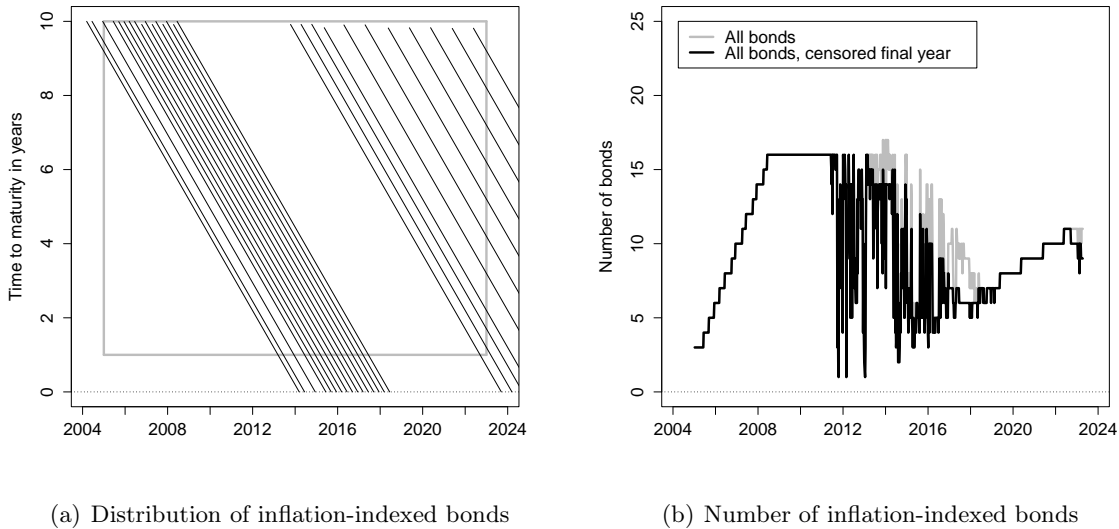 Time to maturity in years
0
2
4
6
8
10
2004 2008 2012 2016 2020 2024
(a) Distribution of inflation-indexed bonds
Number of bonds
0
5
10
15
20
25
2004 2008 2012 2016 2020 2024
All bonds
All bonds, censored final year
(b) Number of inflation-indexed bonds